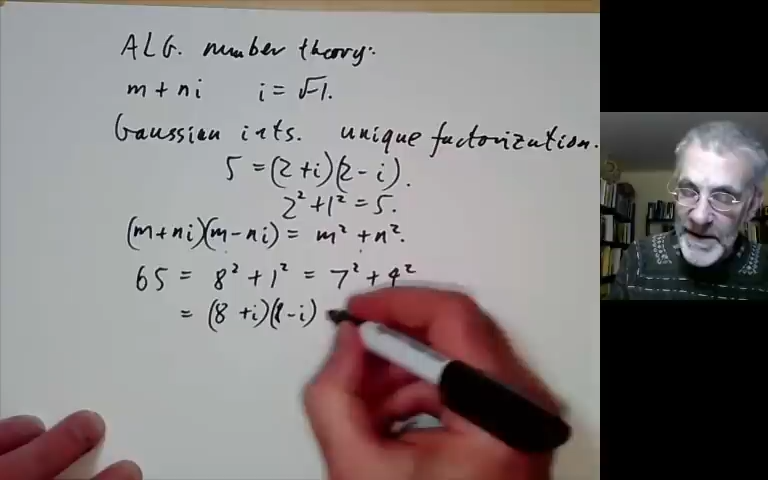 ALG. number theory:
m + ni i = √-1.
Gaussian ints. unique factorization.
5 = (2 + i)(2 - i).
2² + 1² = 5.
(m + ni)(m - ni) = m² + n².
65 = 8² + 1² = 7² + 4²
= (8 + i)(8 - i)